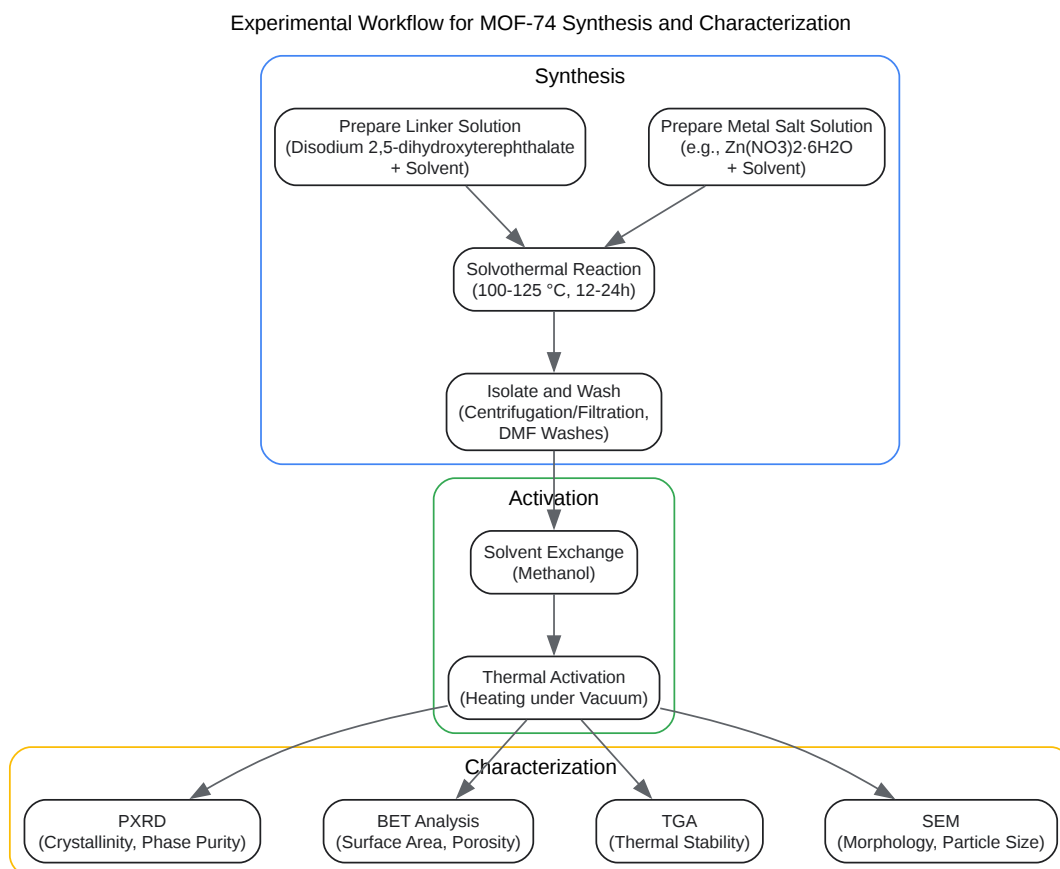 Experimental Workflow for MOF-74 Synthesis and Characterization
Synthesis
Prepare Linker Solution
(Disodium 2,5-dihydroxyterephthalate
+ Solvent)
Prepare Metal Salt Solution
(e.g., Zn(NO3)2·6H2O
+ Solvent)
Solvothermal Reaction
(100-125 °C, 12-24h)
Isolate and Wash
(Centrifugation/Filtration,
DMF Washes)
Activation
Solvent Exchange
(Methanol)
Thermal Activation
(Heating under Vacuum)
Characterization
PXRD
(Crystallinity, Phase Purity)
BET Analysis
(Surface Area, Porosity)
TGA
(Thermal Stability)
SEM
(Morphology, Particle Size)